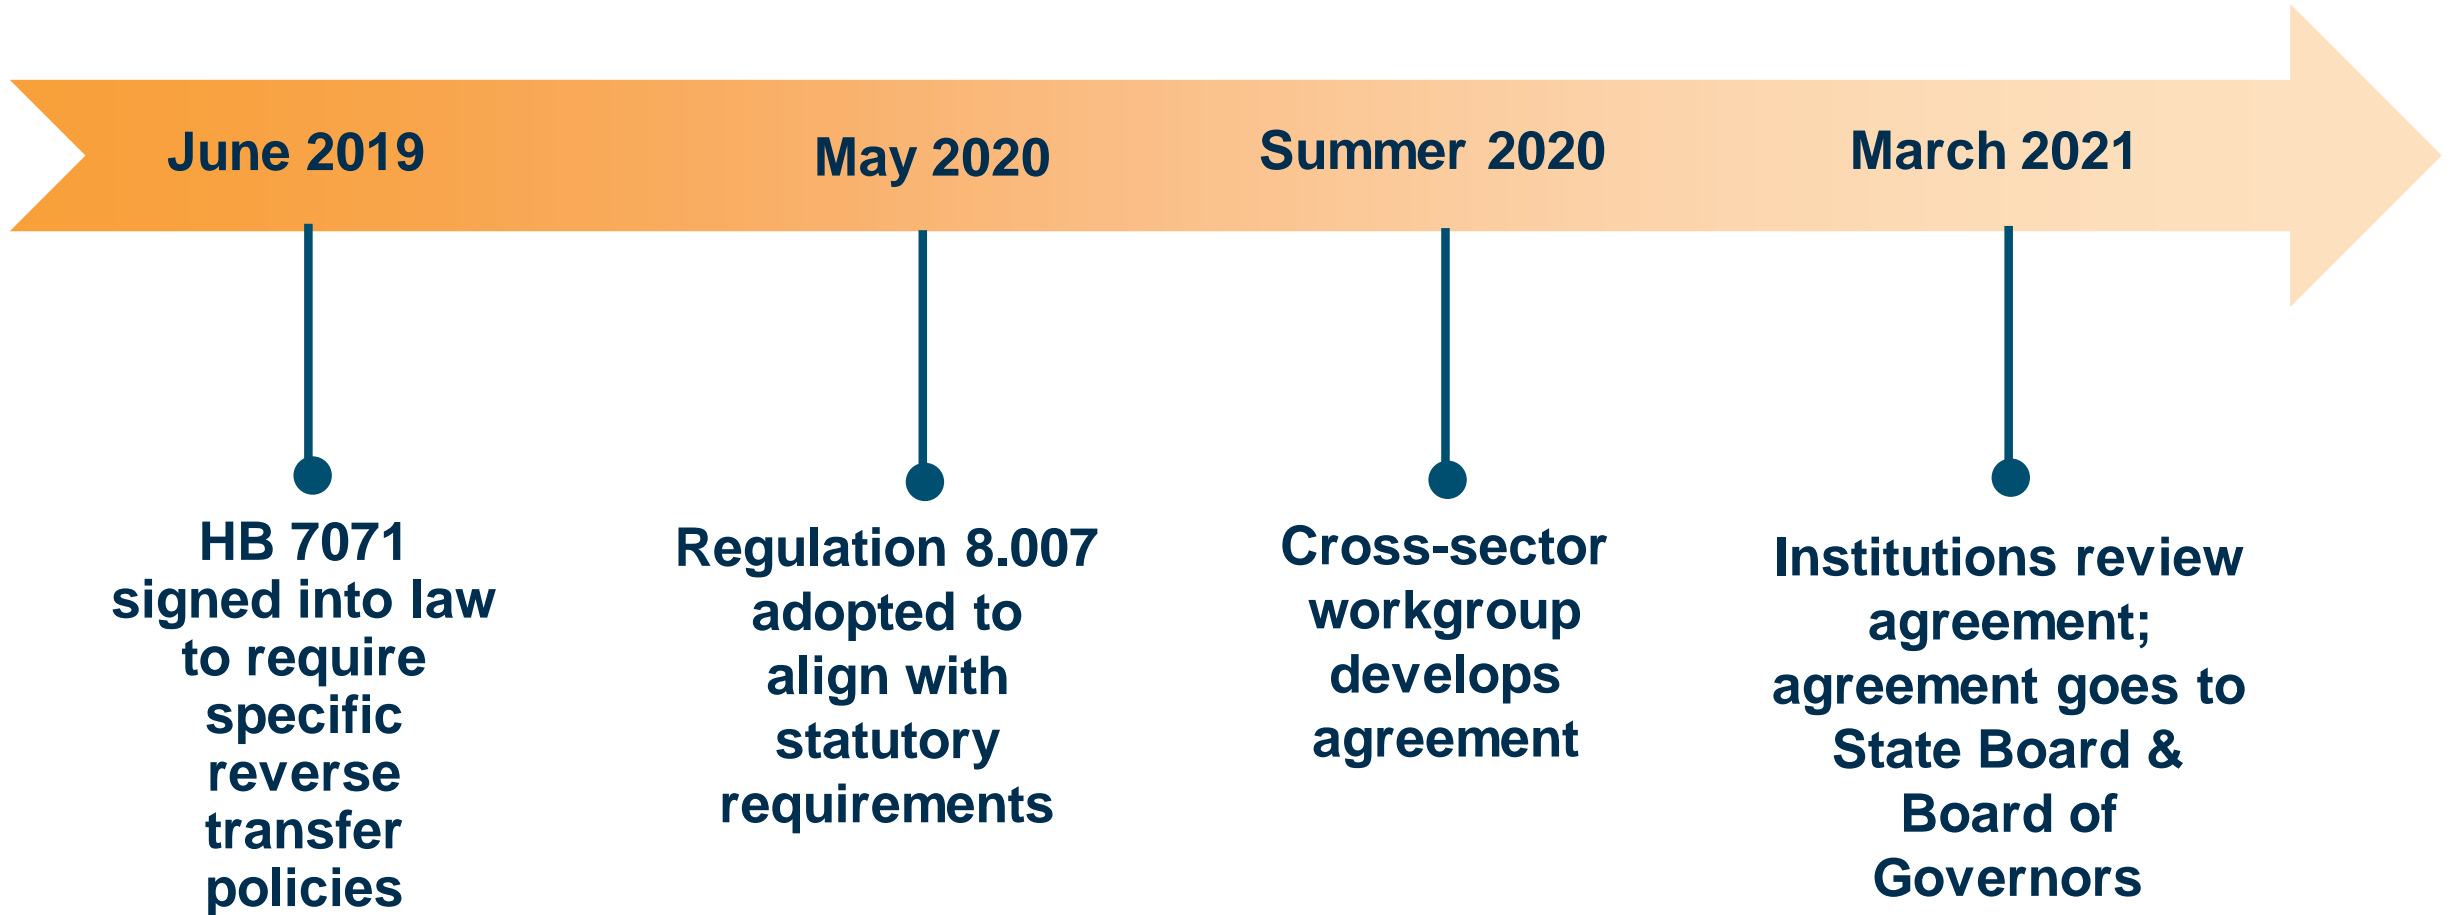 June 2019
May 2020
Summer 2020
March 2021
HB 7071
signed into law
to require
specific
reverse
transfer
policies
Regulation 8.007
adopted to
align with
statutory
requirements
Cross-sector
workgroup
develops
agreement
Institutions review
agreement;
agreement goes to
State Board &
Board of
Governors